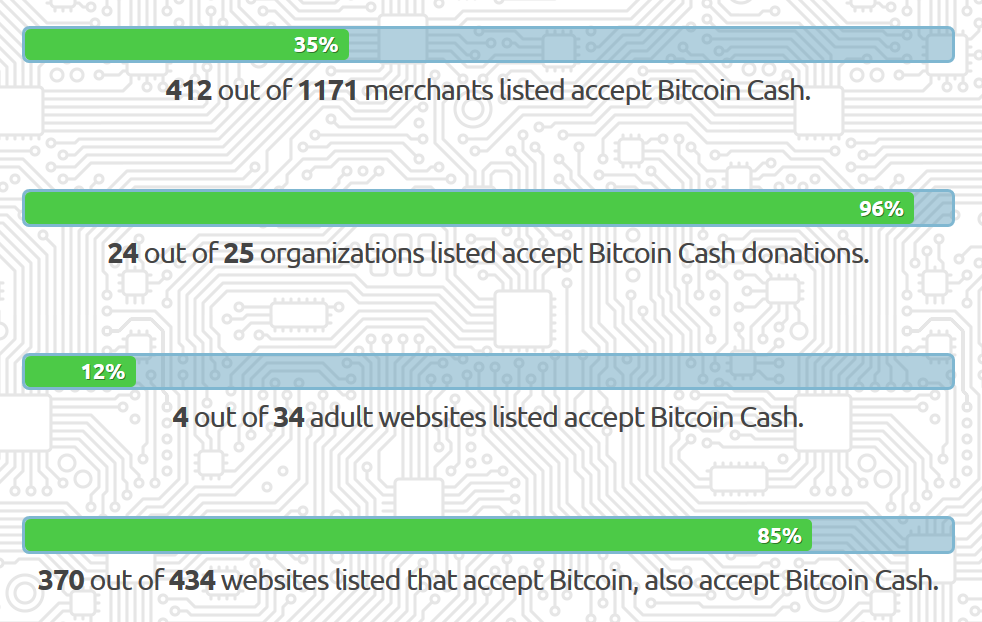 35%
412 out of 1171 merchants listed accept Bitcoin Cash.
96%
24 out of 25 organizations listed accept Bitcoin Cash donations.
12%
4 out of 34 adult websites listed accept Bitcoin Cash.
85%
370 out of 434 websites listed that accept Bitcoin, also accept Bitcoin Cash.